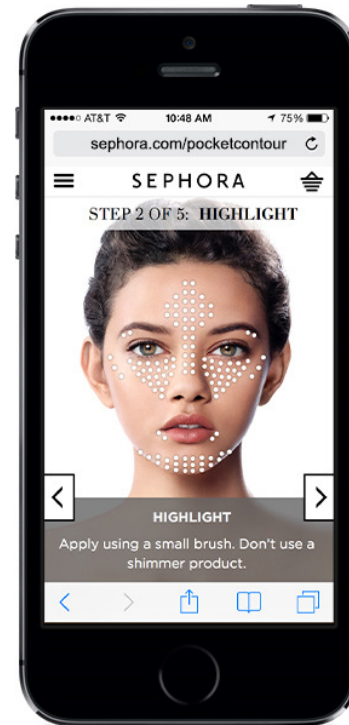 AT&T 10:48 AM 75%
sephora.com/pocketcontour
SEPHORA
STEP 2 OF 5: HIGHLIGHT
HIGHLIGHT
Apply using a small brush. Don't use a
shimmer product.